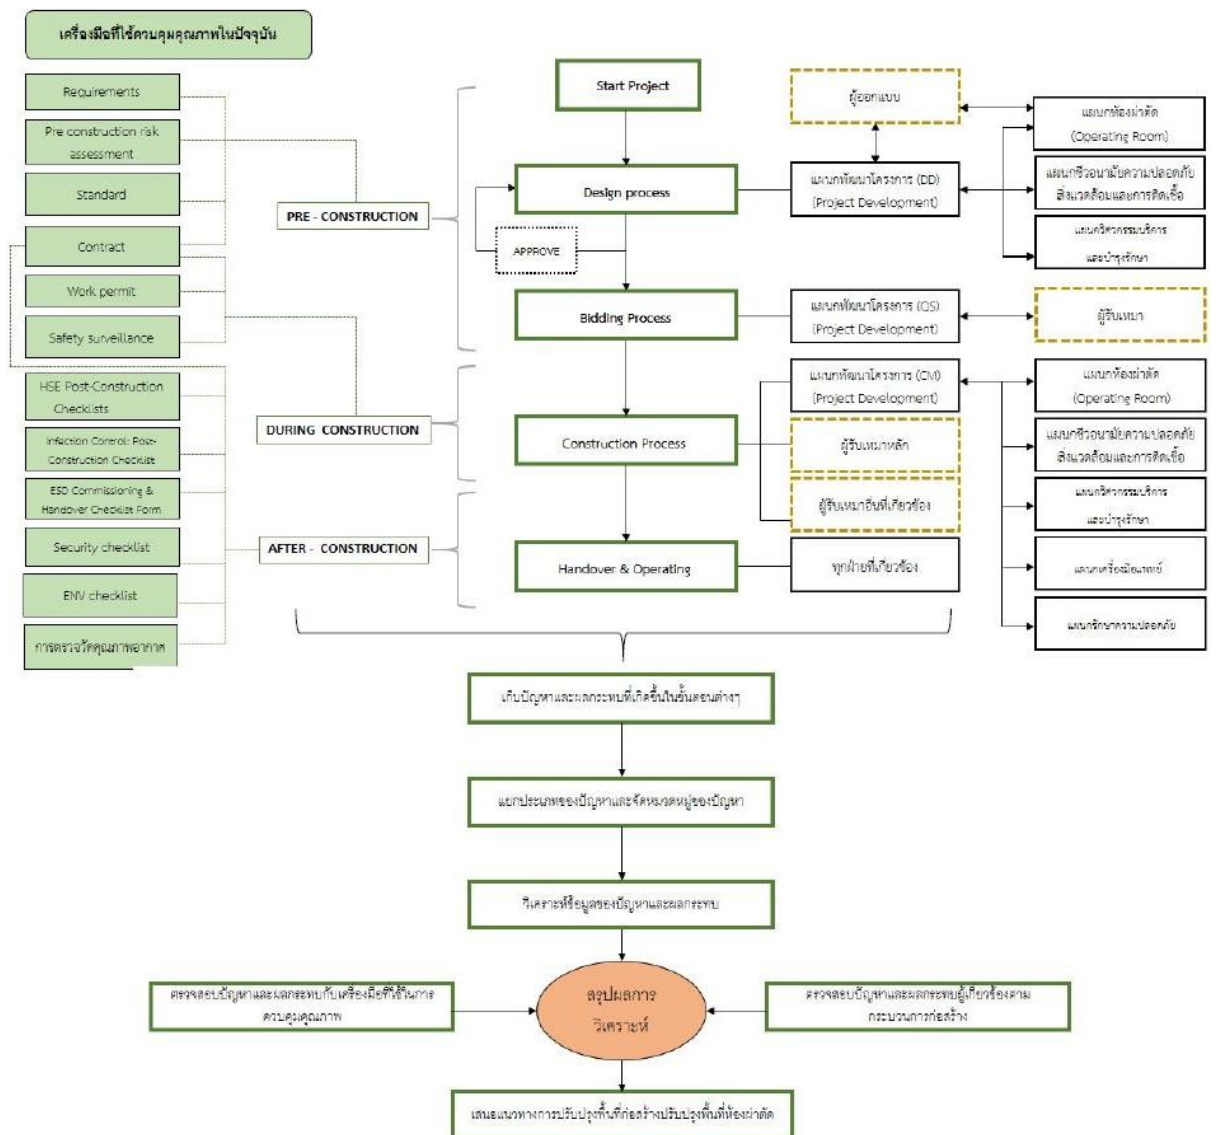 เครื่องมือที่ใช้ควบคุมคุณภาพในปัจจุบัน
Requirements
Pre construction risk
assessment
Standard
Contract
Work permit
Safety surveillance
HSE Post-Construction
Checklists
Infection Control: Post-
Construction Checklist
ESD Commissioning &
Handover Checklist Form
Security checklist
ENV checklist
การตรวจวัดคุณภาพอากาศ
PRE - CONSTRUCTION
DURING CONSTRUCTION
AFTER - CONSTRUCTION
Start Project
Design process
APPROVE
Bidding Process
Construction Process
Handover & Operating
ผู้ออกแบบ
แผนกพัฒนาโครงการ (DD)
(Project Development)
แผนกพัฒนาโครงการ (QS)
(Project Development)
แผนกพัฒนาโครงการ (CM)
(Project Development)
ผู้รับเหมาหลัก
ผู้รับเหมาอื่นที่เกี่ยวข้อง
ทุกฝ่ายที่เกี่ยวข้อง
แผนกห้องผ่าตัด
(Operating Room)
แผนกชีวอนามัยความปลอดภัย
สิ่งแวดล้อมและการติดเชื้อ
แผนกวิศวกรรมบริการ
และบำรุงรักษา
ผู้รับเหมา
แผนกห้องผ่าตัด
(Operating Room)
แผนกชีวอนามัยความปลอดภัย
สิ่งแวดล้อมและการติดเชื้อ
แผนกวิศวกรรมบริการ
และบำรุงรักษา
แผนกเครื่องมือแพทย์
แผนกรักษาความปลอดภัย
เก็บปัญหาและผลกระทบที่เกิดขึ้นในขั้นตอนต่างๆ
แยกประเภทของปัญหาและจัดหมวดหมู่ของปัญหา
วิเคราะห์ข้อมูลของปัญหาและผลกระทบ
ตรวจสอบปัญหาและผลกระทบกับเครื่องมือที่ใช้ในการ
ควบคุมคุณภาพ
สรุปผลการ
วิเคราะห์
ตรวจสอบปัญหาและผลกระทบผู้เกี่ยวข้องตาม
กระบวนการก่อสร้าง
เสนอแนวทางการปรับปรุงพื้นที่ก่อสร้างปรับปรุงพื้นที่ห้องผ่าตัด